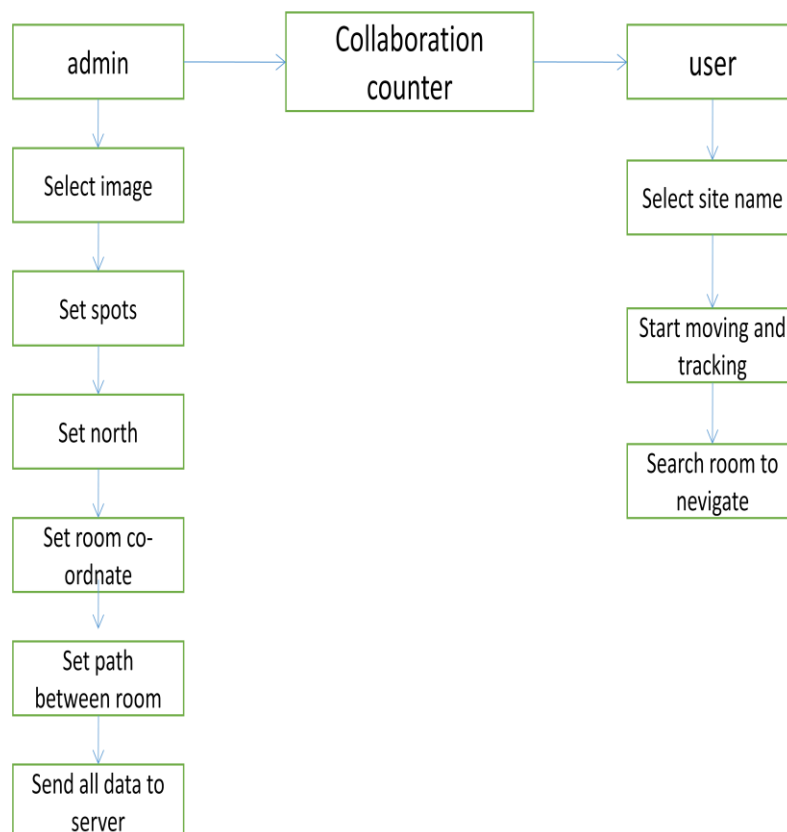 admin
Collaboration
counter
user
Select image
Set spots
Set north
Set room co-
ordnate
Set path
between room
Send all data to
server
Select site name
Start moving and
tracking
Search room to
nevigate